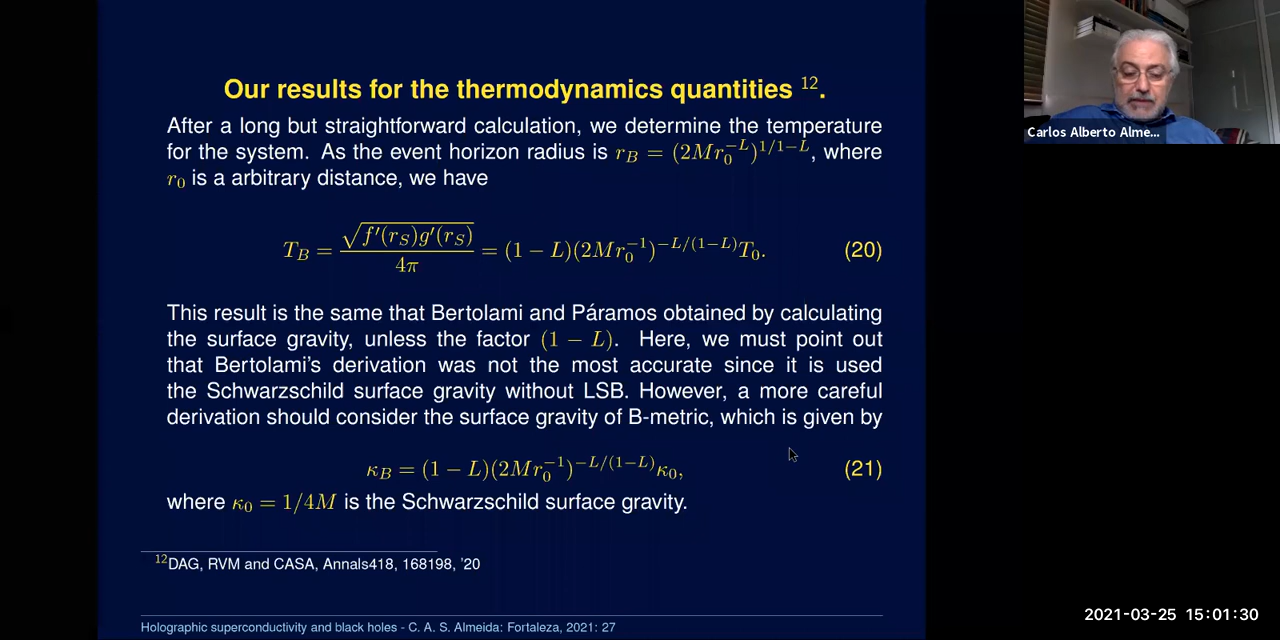 Our results for the thermodynamics quantities ¹².
After a long but straightforward calculation, we determine the temperature
for the system. As the event horizon radius is r_B = (2Mr_0^{-L})^{1/1-L}, where
r_0 is a arbitrary distance, we have
T_B = \frac{\sqrt{f'(r_S)g'(r_S)}}{4π} = (1 − L)(2Mr_0^{-1})^{-L/(1-L)}T_0. (20)
This result is the same that Bertolami and Páramos obtained by calculating
the surface gravity, unless the factor (1 − L). Here, we must point out
that Bertolami's derivation was not the most accurate since it is used
the Schwarzschild surface gravity without LSB. However, a more careful
derivation should consider the surface gravity of B-metric, which is given by
κ_B = (1 − L)(2Mr_0^{-1})^{-L/(1-L)}κ_0, (21)
where κ_0 = 1/4M is the Schwarzschild surface gravity.
¹²DAG, RVM and CASA, Annals418, 168198, '20
Holographic superconductivity and black holes - C. A. S. Almeida: Fortaleza, 2021: 27
Carlos Alberto Alme...
2021-03-25 15:01:30